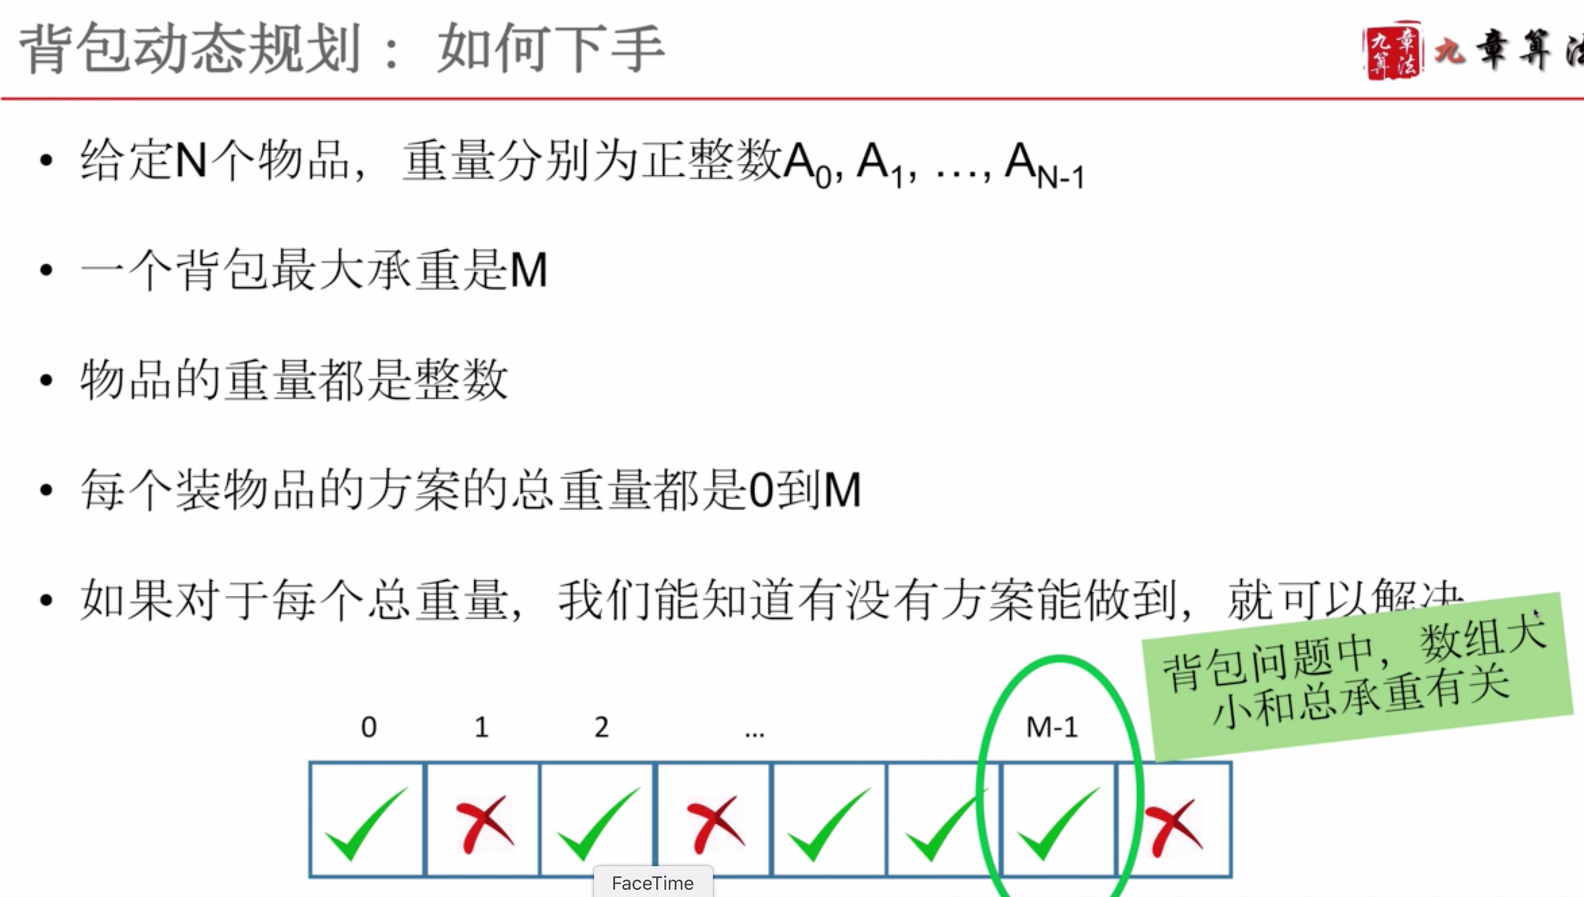 背包动态规划： 如何下手
九章算法
九章算
• 给定N个物品，重量分别为正整数A0, A1, …, AN-1
• 一个背包最大承重是M
• 物品的重量都是整数
• 每个装物品的方案的总重量都是0到M
• 如果对于每个总重量，我们能知道有没有方案能做到，就可以解决
背包问题中，数组大
小和总承重有关
0 1 2 … M-1
FaceTime